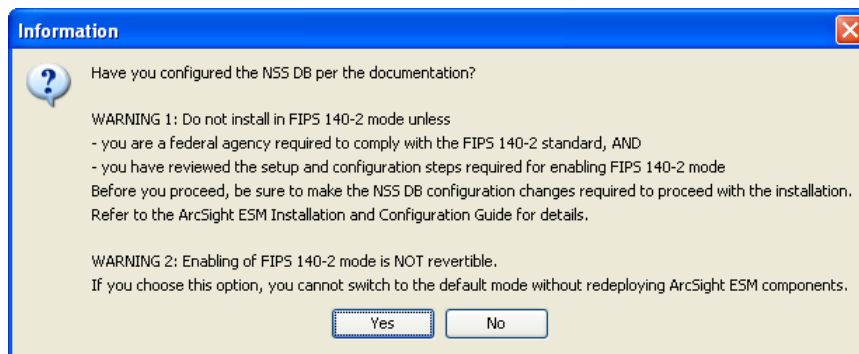 Information
Have you configured the NSS DB per the documentation?
WARNING 1: Do not install in FIPS 140-2 mode unless
- you are a federal agency required to comply with the FIPS 140-2 standard, AND
- you have reviewed the setup and configuration steps required for enabling FIPS 140-2 mode
Before you proceed, be sure to make the NSS DB configuration changes required to proceed with the installation.
Refer to the ArcSight ESM Installation and Configuration Guide for details.
WARNING 2: Enabling of FIPS 140-2 mode is NOT revertible.
If you choose this option, you cannot switch to the default mode without redeploying ArcSight ESM components.
Yes No